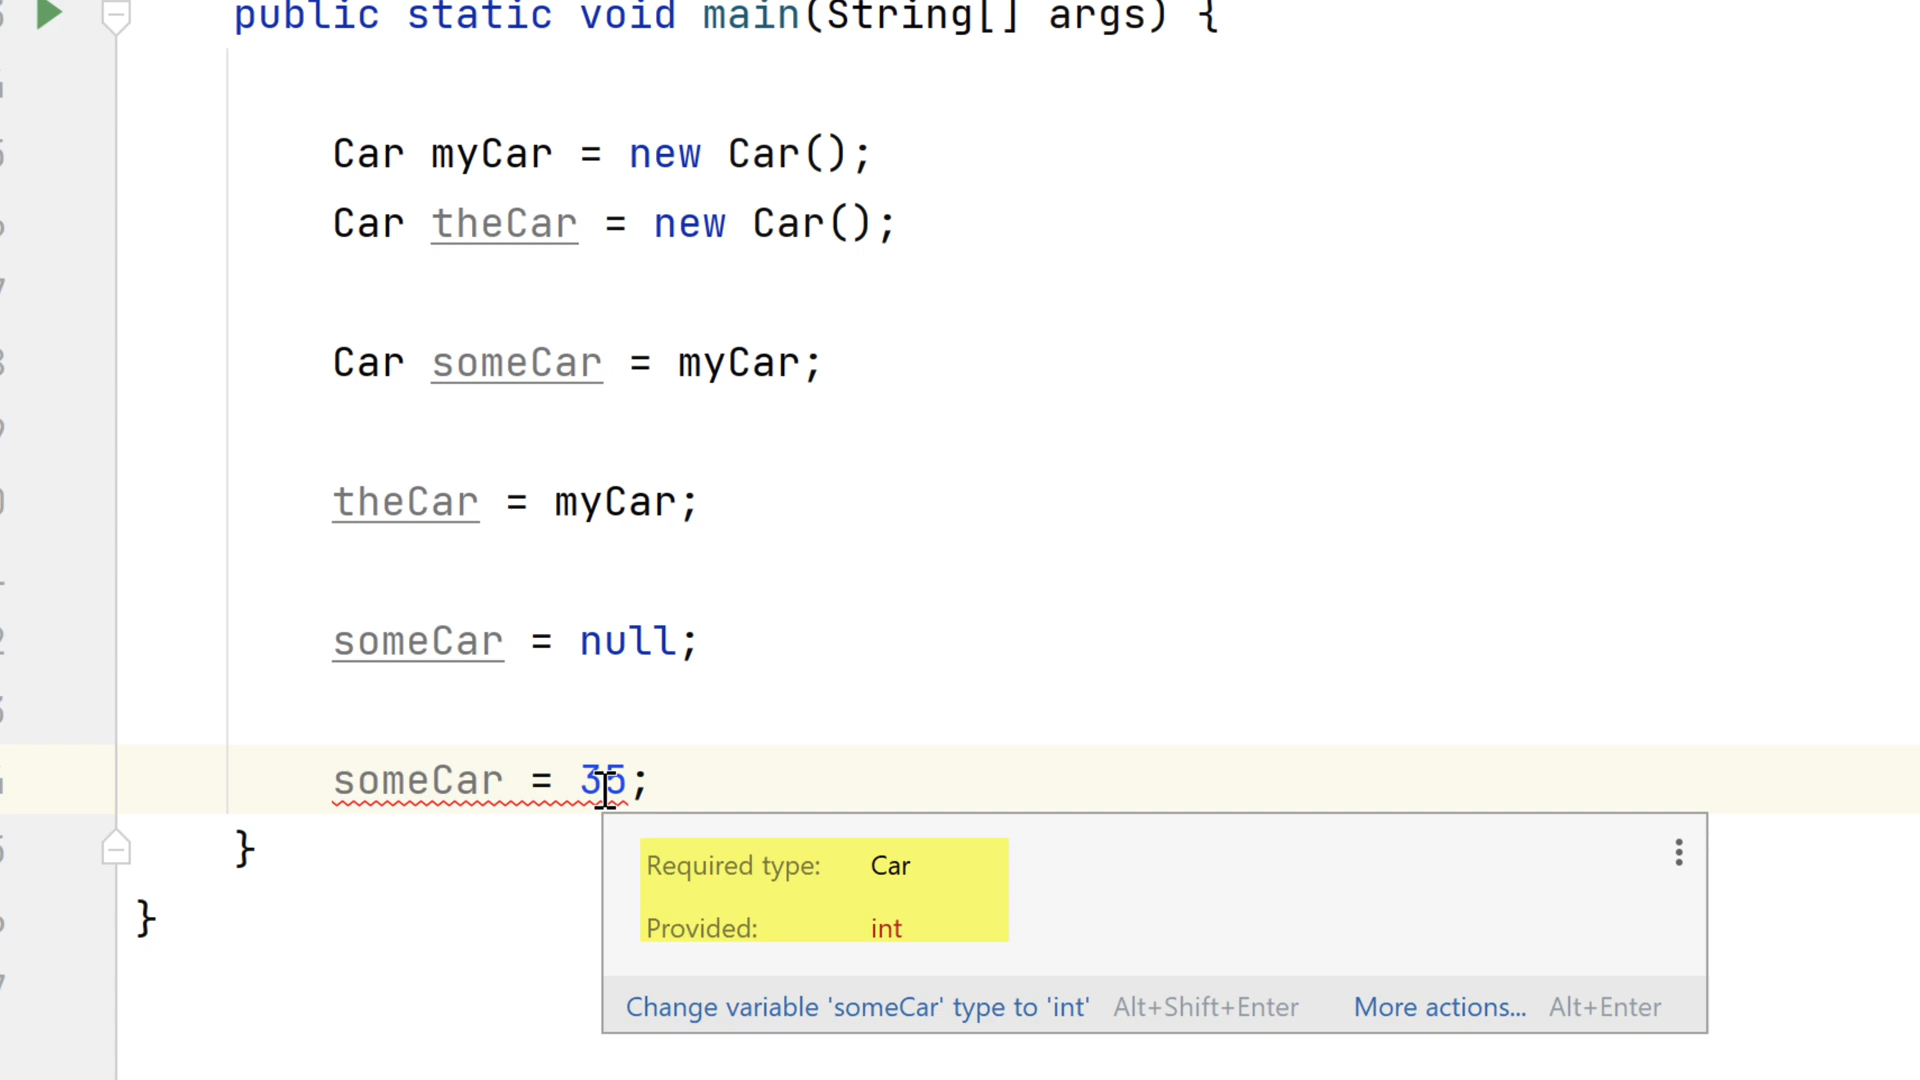 public static void main(String[] args) {
Car myCar = new Car();
Car theCar = new Car();
Car someCar = myCar;
theCar = myCar;
someCar = null;
someCar = 35;
}
}
Required type: Car
Provided: int
Change variable 'someCar' type to 'int' Alt+Shift+Enter More actions... Alt+Enter